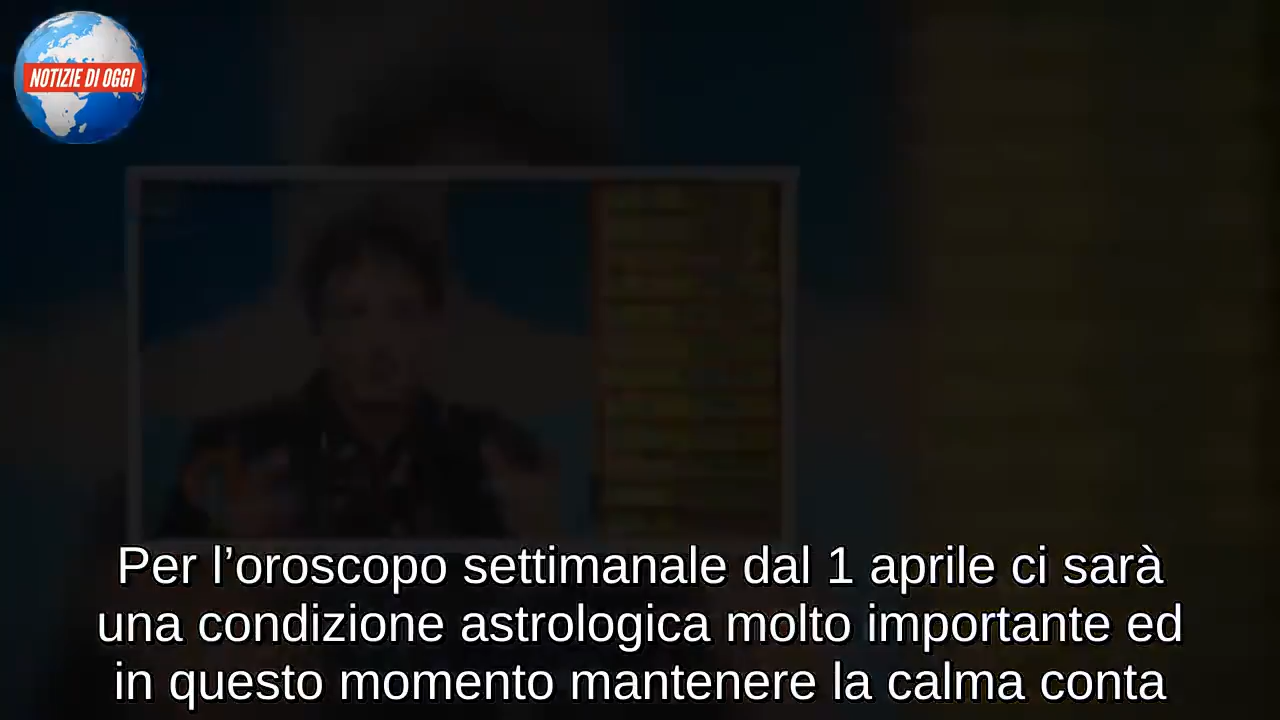 NOTIZIE DI OGGI
Per l’oroscopo settimanale dal 1 aprile ci sarà
una condizione astrologica molto importante ed
in questo momento mantenere la calma conta